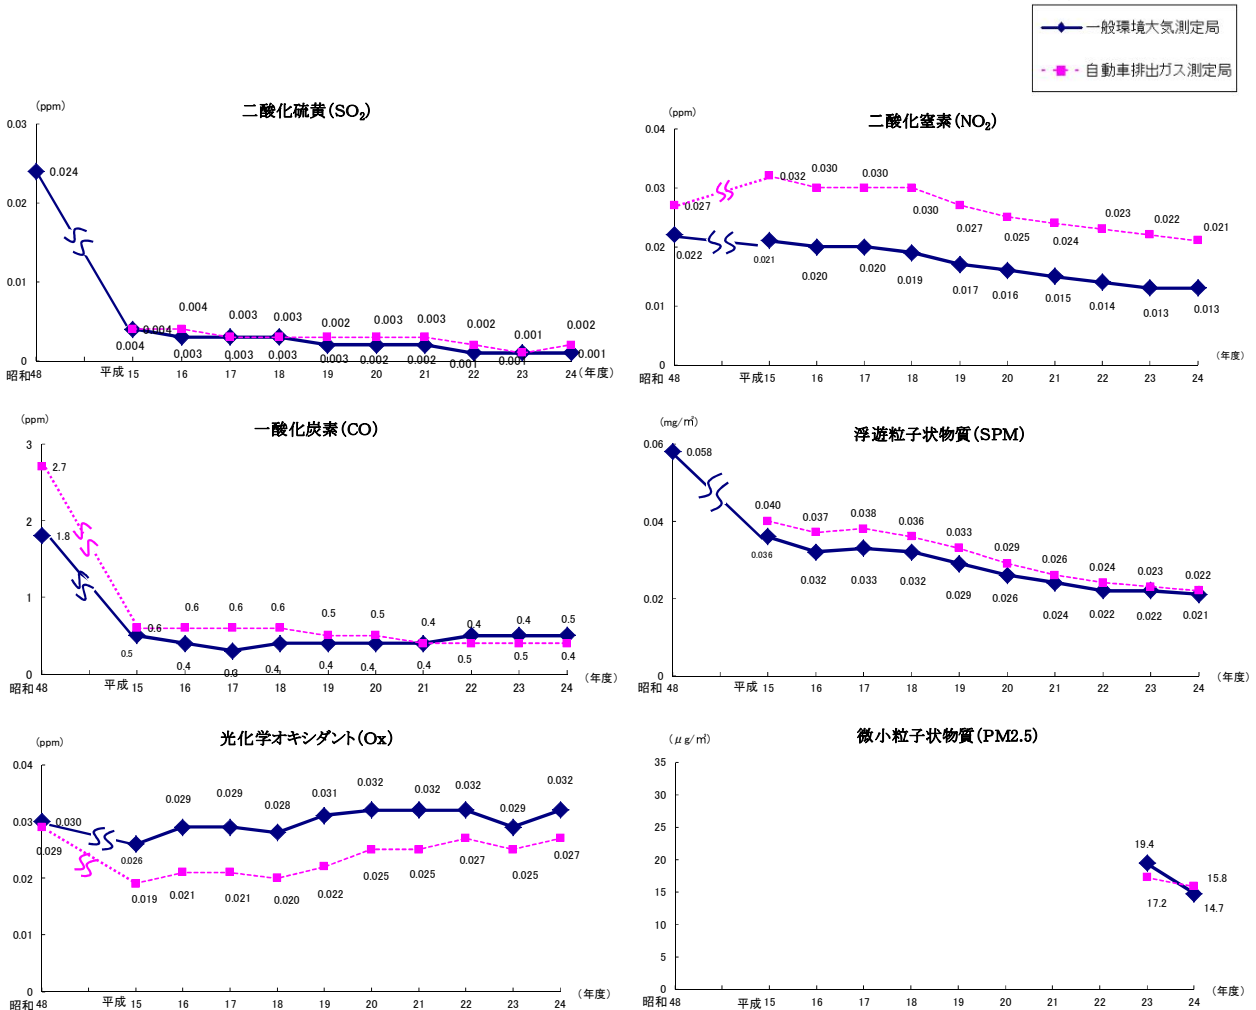 一般環境大気測定局
自動車排出ガス測定局
(ppm)
二酸化硫黄(SO₂)
0.03
0.02
0.01
0
0.024
0.004
0.004 0.003 0.003 0.002 0.003 0.003 0.002 0.001 0.002
0.004 0.003 0.003 0.003 0.003 0.002 0.002 0.001 0.001 0.001
昭和48 平成15 16 17 18 19 20 21 22 23 24 (年度)
(ppm)
二酸化窒素(NO₂)
0.04
0.03
0.02
0.01
0
0.027 0.032 0.030 0.030 0.030 0.027 0.025 0.024 0.023 0.022 0.021
0.022 0.021 0.020 0.020 0.019 0.017 0.016 0.015 0.014 0.013 0.013
(年度)
昭和 48 平成15 16 17 18 19 20 21 22 23 24
(ppm)
一酸化炭素(CO)
3
2
1
0
2.7
1.8
0.6 0.6 0.6 0.6 0.5 0.5 0.4 0.4 0.4 0.5
0.5 0.4 0.3 0.4 0.4 0.4 0.4 0.5 0.5 0.4
昭和48 平成 15 16 17 18 19 20 21 22 23 24 (年度)
(mg/㎥)
浮遊粒子状物質(SPM)
0.06
0.04
0.02
0
0.058
0.040 0.037 0.038 0.036 0.033 0.029 0.026 0.024 0.023 0.022
0.036 0.032 0.033 0.032 0.029 0.026 0.024 0.022 0.022 0.021
昭和 48 平成 15 16 17 18 19 20 21 22 23 24 (年度)
(ppm)
光化学オキシダント(Ox)
0.04
0.03
0.02
0.01
0
0.030 0.026 0.029 0.029 0.028 0.031 0.032 0.032 0.032 0.029 0.032
0.029 0.019 0.021 0.021 0.020 0.022 0.025 0.025 0.027 0.025 0.027
昭和 48 平成 15 16 17 18 19 20 21 22 23 24 (年度)
(μg/㎥)
微小粒子状物質(PM2.5)
35
30
25
20
15
10
5
0
19.4 15.8
17.2 14.7
昭和 48 平成15 16 17 18 19 20 21 22 23 24 (年度)